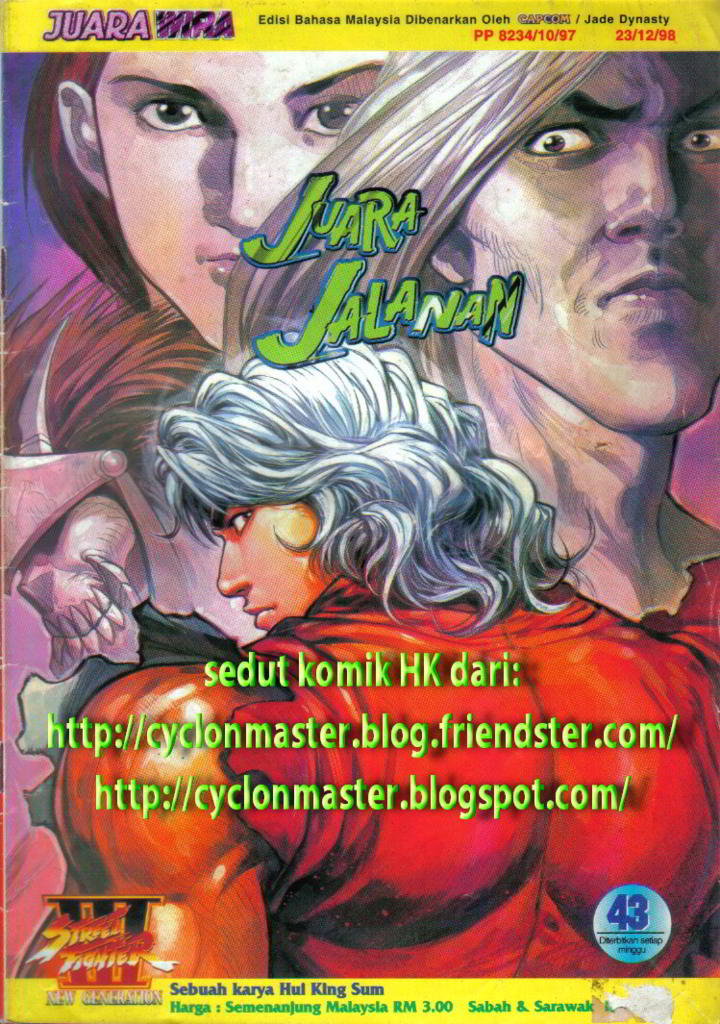 JUARA WIRA
Edisi Bahasa Malaysia Dibenarkan Oleh CAPCOM / Jade Dynasty
PP 8234/10/97 23/12/98
JUARA
JALANAN
sedut komik HK dari:
http://cyclonmaster.blog.friendster.com/
http://cyclonmaster.blogspot.com/
43
Diterbitkan setiap
minggu
III
STREET
FIGHTER
NEW GENERATION
Sebuah karya Hui King Sum
Harga : Semenanjung Malaysia RM 3.00 Sabah & Sarawak